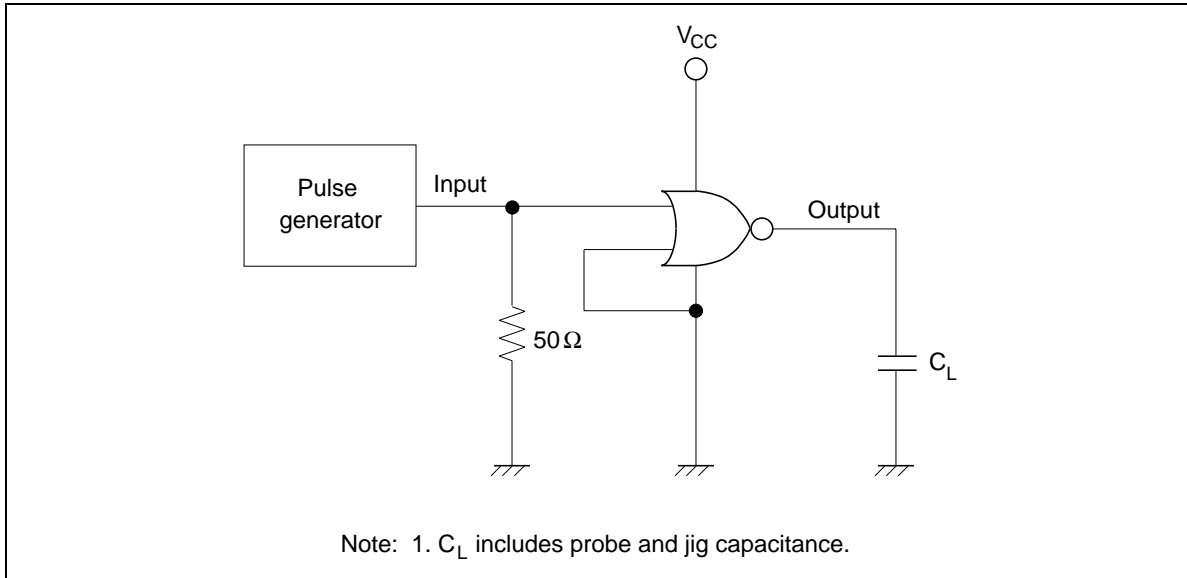 VCC
Pulse
generator
Input
Output
50Ω
CL
Note: 1. CL includes probe and jig capacitance.